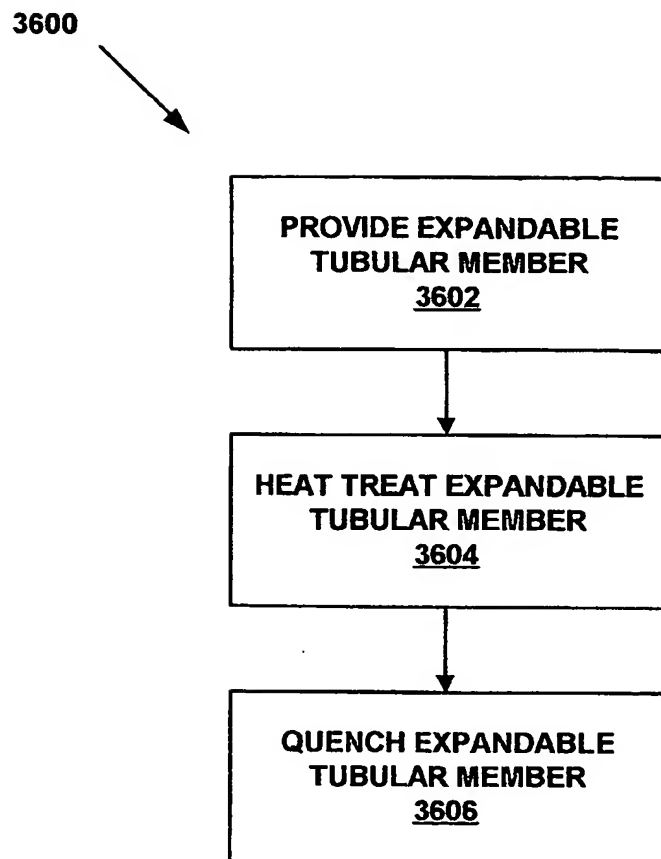 3600
PROVIDE EXPANDABLE
TUBULAR MEMBER
3602
HEAT TREAT EXPANDABLE
TUBULAR MEMBER
3604
QUENCH EXPANDABLE
TUBULAR MEMBER
3606